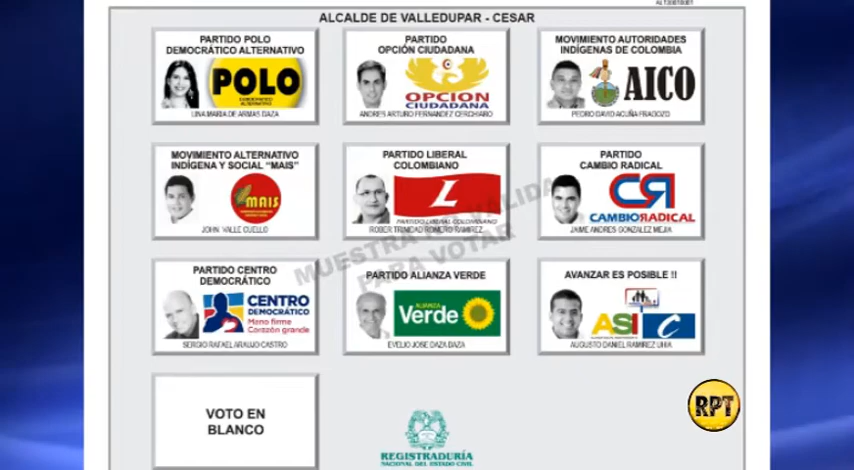 ALCALDE DE VALLEDUPAR - CESAR
PARTIDO POLO
DEMOCRÁTICO ALTERNATIVO
POLO
DEMOCRATICO
ALTERNATIVO
LINA MARIA DE ARMAS DAZA
PARTIDO
OPCIÓN CIUDADANA
OPCION
CIUDADANA
ANDRES ARTURO FERNANDEZ CERCHIARO
MOVIMIENTO AUTORIDADES
INDÍGENAS DE COLOMBIA
AICO
PEDRO DAVID ACUÑA FRAGOZO
MOVIMIENTO ALTERNATIVO
INDÍGENA Y SOCIAL “MAIS”
MAIS
JOHN VALLE CUELLO
PARTIDO LIBERAL
COLOMBIANO
L
PARTIDO LIBERAL COLOMBIANO
ROBER TRINIDAD ROMERO RAMIREZ
PARTIDO
CAMBIO RADICAL
CR
CAMBIO RADICAL
JAIME ANDRES GONZALEZ MEJIA
MUESTRA NO VALIDA
PARA VOTAR
PARTIDO CENTRO
DEMOCRÁTICO
CENTRO
DEMOCRÁTICO
Mano firme
Corazón grande
SERGIO RAFAEL ARAUJO CASTRO
PARTIDO ALIANZA VERDE
ALIANZA
Verde
EVELIO JOSE DAZA DAZA
AVANZAR ES POSIBLE !!
ASI
C
AUGUSTO DANIEL RAMIREZ UHIA
VOTO EN
BLANCO
REGISTRADURÍA
NACIONAL DEL ESTADO CIVIL
RPT